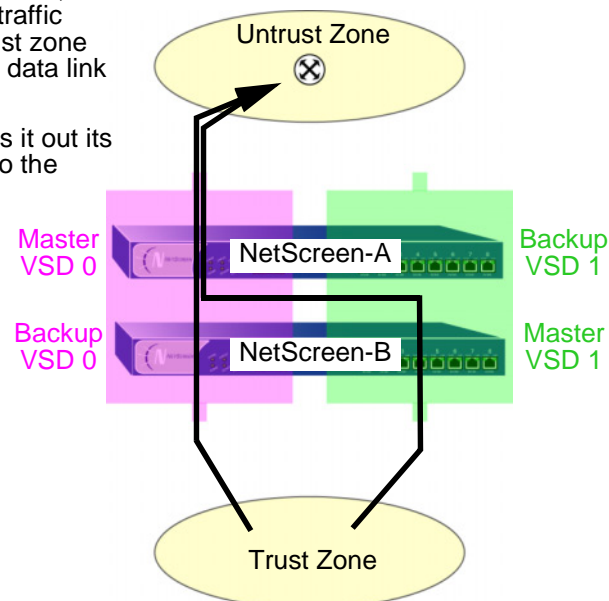 traffic
st zone
data link
s it out its
o the
Untrust Zone
Master
VSD 0
NetScreen-A
Backup
VSD 1
Backup
VSD 0
NetScreen-B
Master
VSD 1
Trust Zone